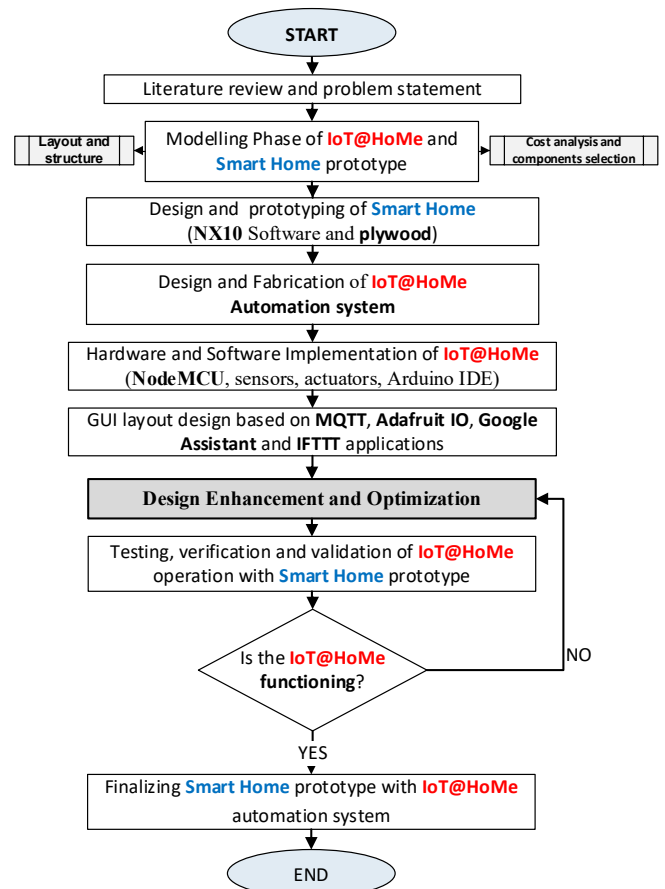 START
Literature review and problem statement
Modelling Phase of IoT@HoMe and
Smart Home prototype
Layout and
structure
Cost analysis and
components selection
Design and prototyping of Smart Home
(NX10 Software and plywood)
Design and Fabrication of IoT@HoMe
Automation system
Hardware and Software Implementation of IoT@HoMe
(NodeMCU, sensors, actuators, Arduino IDE)
GUI layout design based on MQTT, Adafruit IO, Google
Assistant and IFTTT applications
Design Enhancement and Optimization
Testing, verification and validation of IoT@HoMe
operation with Smart Home prototype
Is the IoT@HoMe
functioning?
NO
YES
Finalizing Smart Home prototype with IoT@HoMe
automation system
END